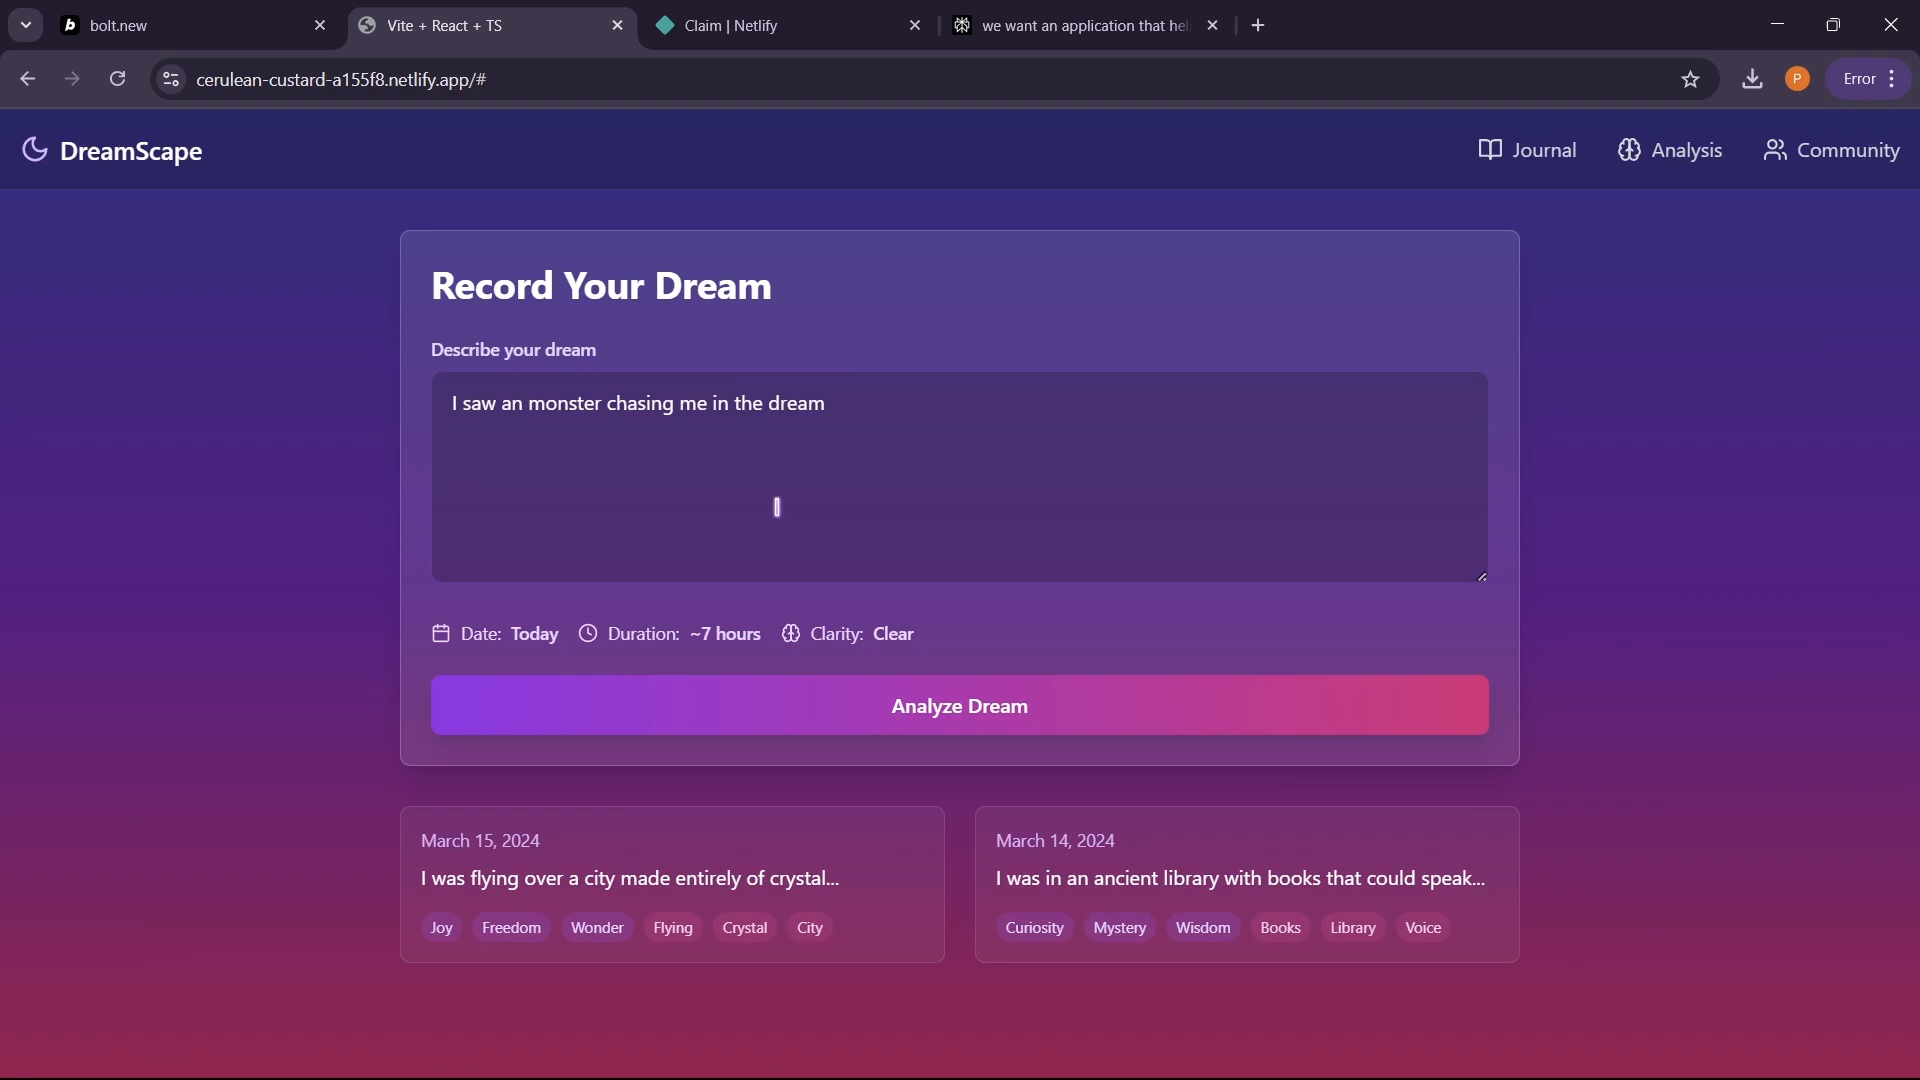 bolt.new
Vite + React + TS
Claim | Netlify
we want an application that hel
cerulean-custard-a155f8.netlify.app/#
P
Error
DreamScape
Journal
Analysis
Community
Record Your Dream
Describe your dream
I saw an monster chasing me in the dream
Date: Today Duration: ~7 hours Clarity: Clear
Analyze Dream
March 15, 2024
I was flying over a city made entirely of crystal...
Joy Freedom Wonder Flying Crystal City
March 14, 2024
I was in an ancient library with books that could speak...
Curiosity Mystery Wisdom Books Library Voice